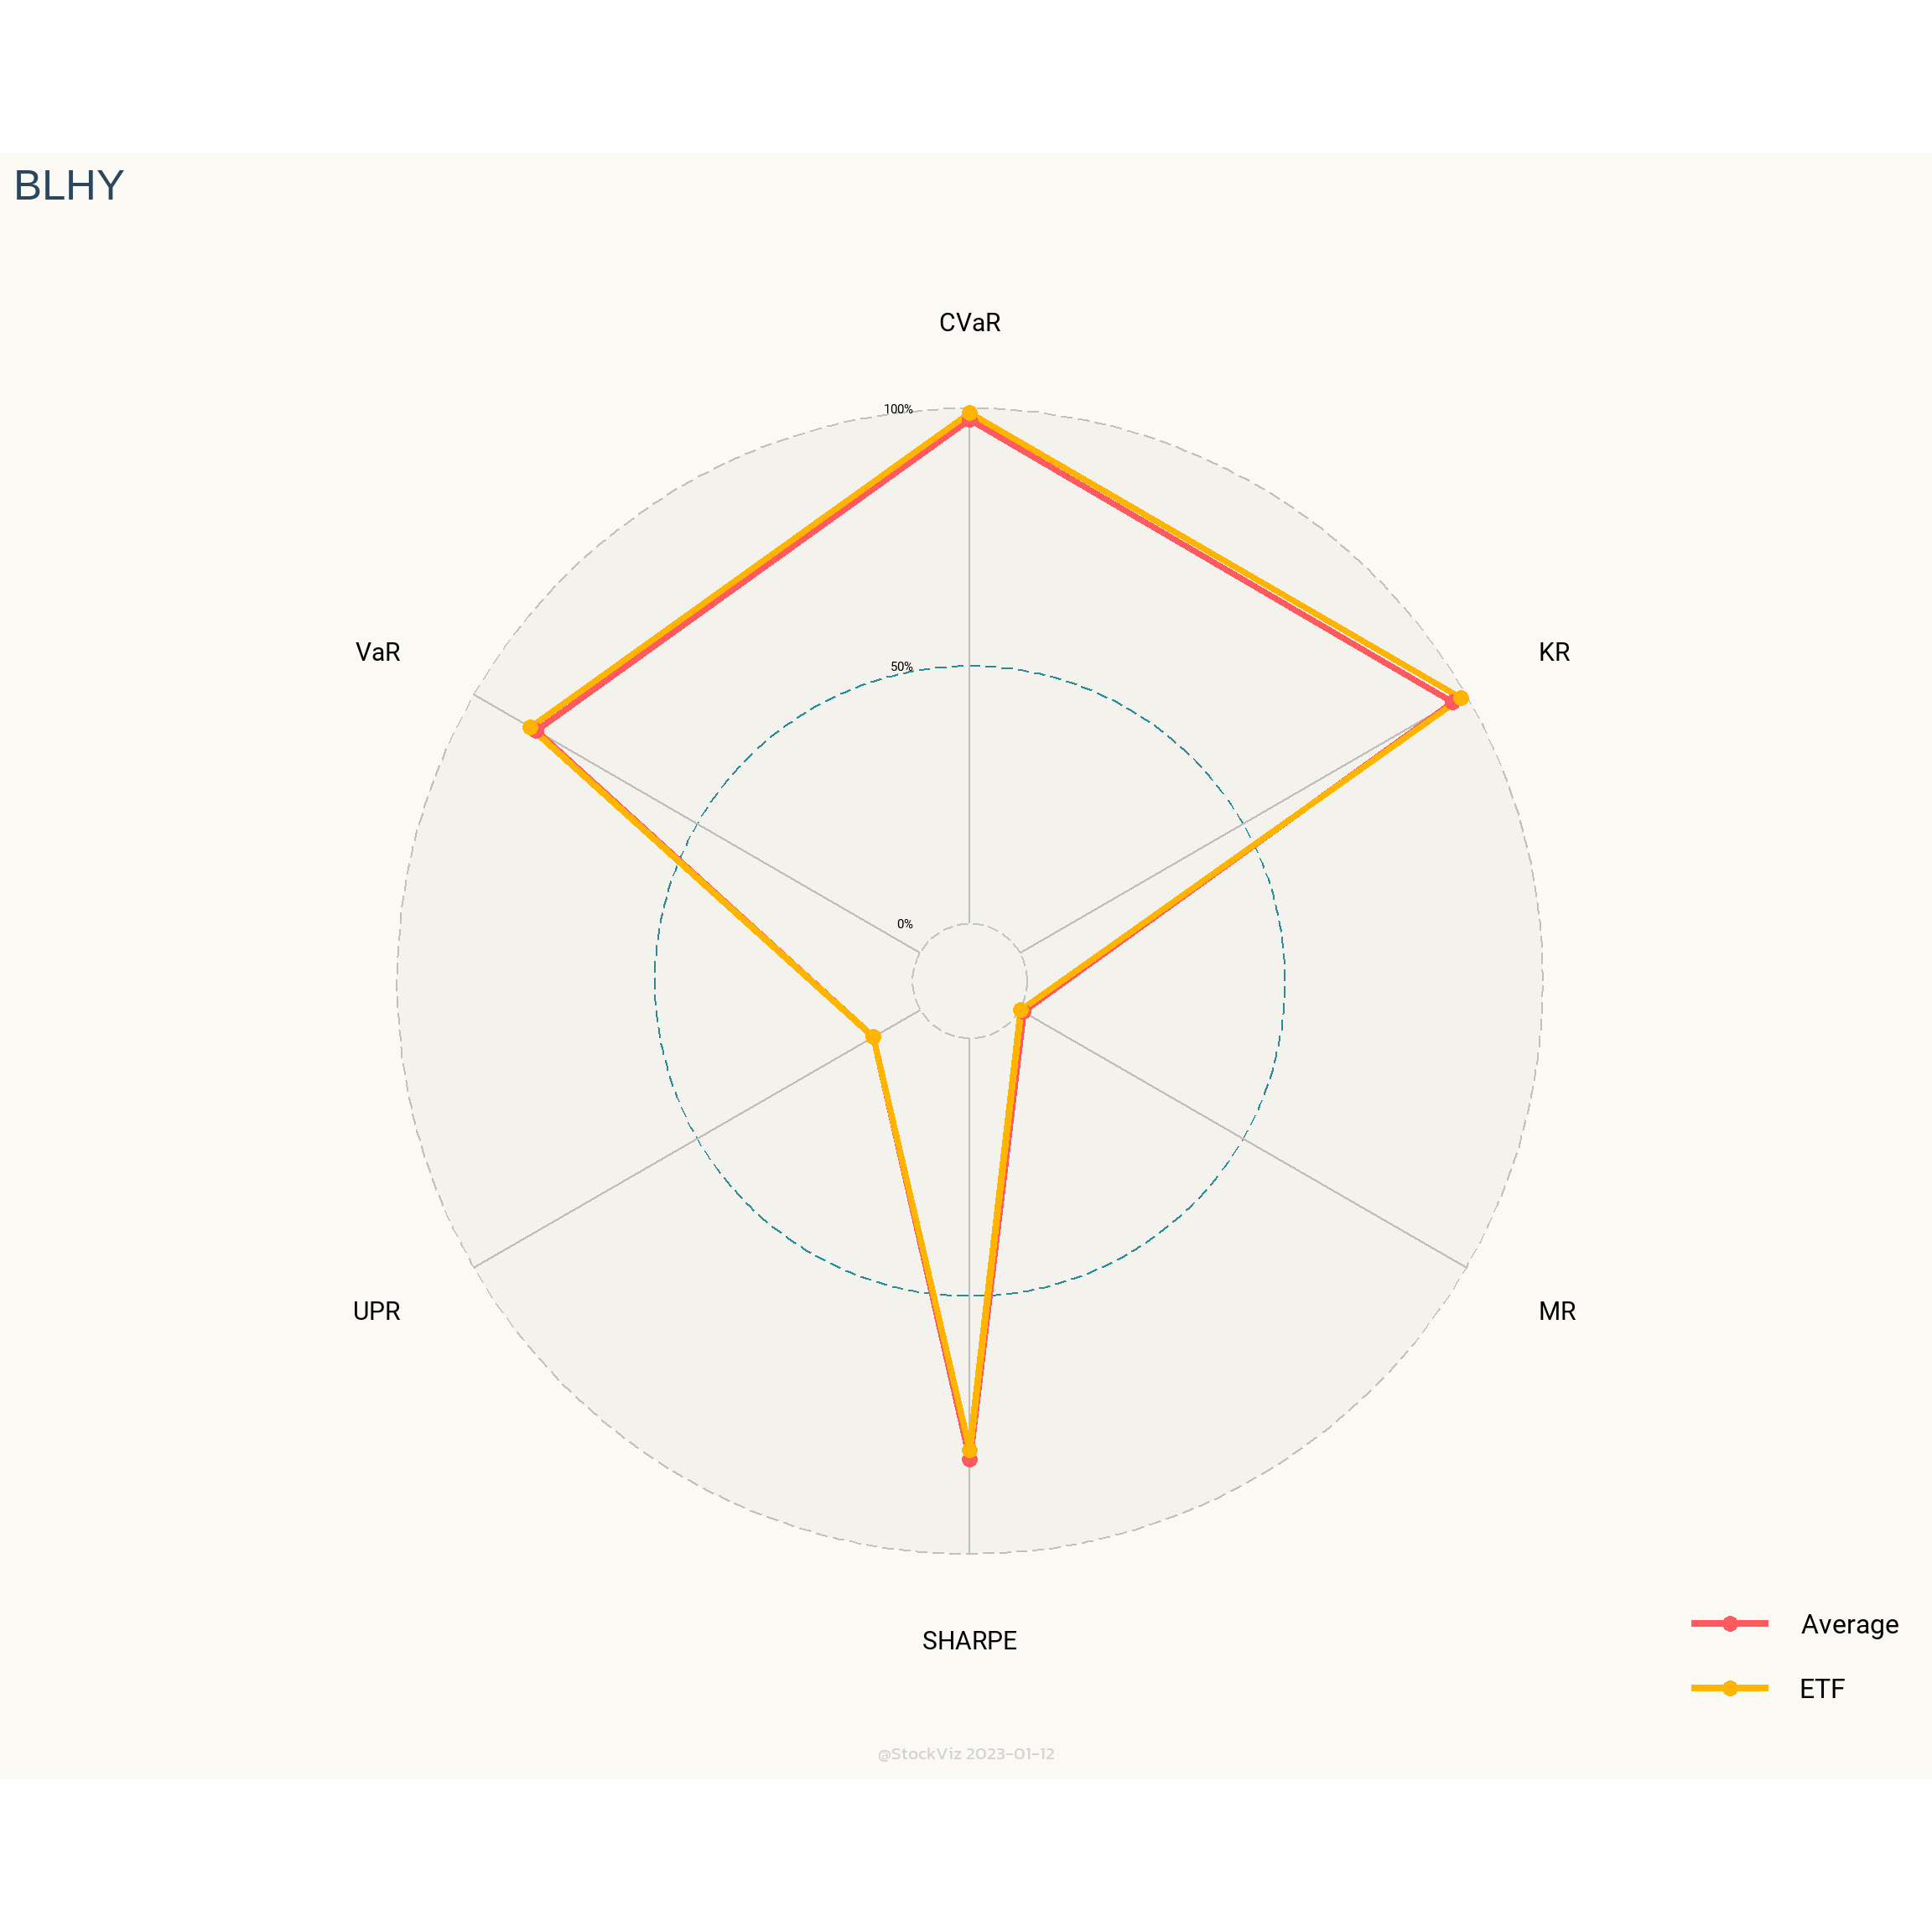 BLHY
CVaR
100%
VaR
KR
50%
0%
UPR
MR
SHARPE
Average
ETF
@StockViz 2023-01-12